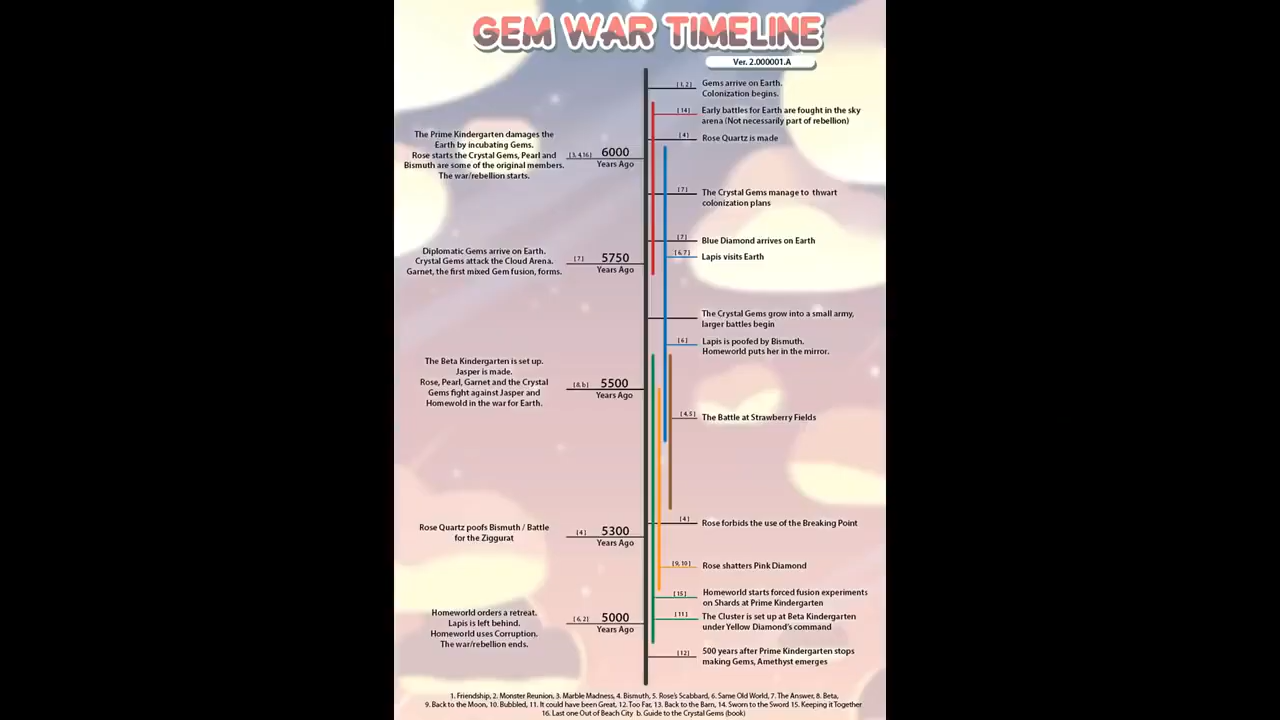 GEM WAR TIMELINE
Ver. 2.000001.A
[1, 2]
Gems arrive on Earth.
Colonization begins.
[14]
Early battles for Earth are fought in the sky
arena (Not necessarily part of rebellion)
[4]
Rose Quartz is made
The Prime Kindergarten damages the
Earth by incubating Gems.
Rose starts the Crystal Gems, Pearl and
Bismuth are some of the original members.
The war/rebellion starts.
[3, 4,16]
6000
Years Ago
[7]
The Crystal Gems manage to thwart
colonization plans
[7]
Blue Diamond arrives on Earth
[6,7]
Lapis visits Earth
Diplomatic Gems arrive on Earth.
Crystal Gems attack the Cloud Arena.
Garnet, the first mixed Gem fusion, forms.
[7]
5750
Years Ago
The Crystal Gems grow into a small army,
larger battles begin
[6]
Lapis is poofed by Bismuth.
Homeworld puts her in the mirror.
The Beta Kindergarten is set up.
Jasper is made.
Rose, Pearl, Garnet and the Crystal
Gems fight against Jasper and
Homewold in the war for Earth.
[8, b]
5500
Years Ago
[4,5]
The Battle at Strawberry Fields
Rose Quartz poofs Bismuth / Battle
for the Ziggurat
[4]
5300
Years Ago
[4]
Rose forbids the use of the Breaking Point
[9, 10]
Rose shatters Pink Diamond
[15]
Homeworld starts forced fusion experiments
on Shards at Prime Kindergarten
[11]
The Cluster is set up at Beta Kindergarten
under Yellow Diamond's command
Homeworld orders a retreat.
Lapis is left behind.
Homeworld uses Corruption.
The war/rebellion ends.
[6, 2]
5000
Years Ago
[12]
500 years after Prime Kindergarten stops
making Gems, Amethyst emerges
1. Friendship, 2. Monster Reunion, 3. Marble Madness, 4. Bismuth, 5. Rose's Scabbard, 6. Same Old World, 7. The Answer, 8. Beta,
9. Back to the Moon, 10. Bubbled, 11. It could have been Great, 12. Too Far, 13. Back to the Barn, 14. Sworn to the Sword 15. Keeping it Together
16. Last one Out of Beach City b. Guide to the Crystal Gems (book)